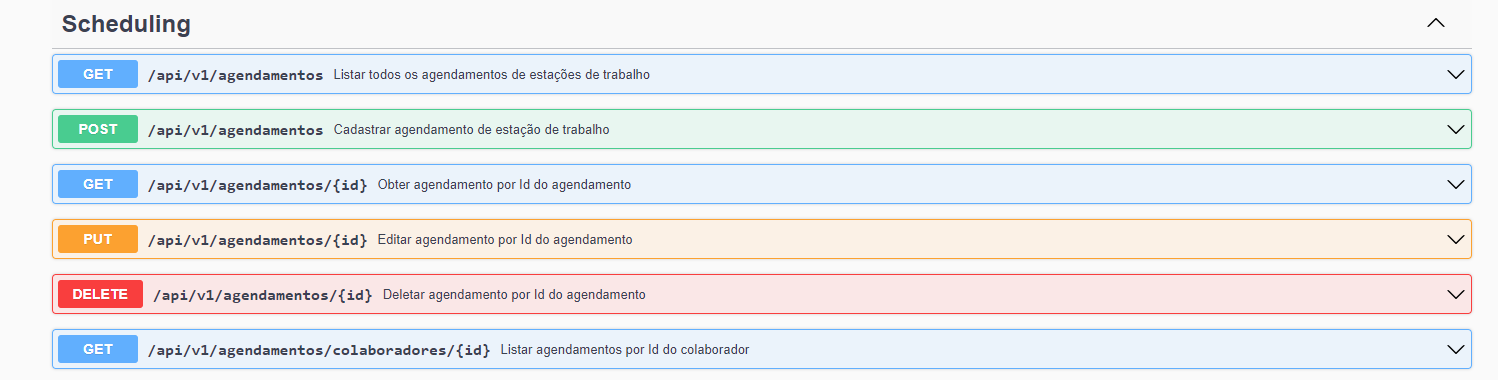 Scheduling
GET /api/v1/agendamentos Listar todos os agendamentos de estações de trabalho
POST /api/v1/agendamentos Cadastrar agendamento de estação de trabalho
GET /api/v1/agendamentos/{id} Obter agendamento por Id do agendamento
PUT /api/v1/agendamentos/{id} Editar agendamento por Id do agendamento
DELETE /api/v1/agendamentos/{id} Deletar agendamento por Id do agendamento
GET /api/v1/agendamentos/colaboradores/{id} Listar agendamentos por Id do colaborador